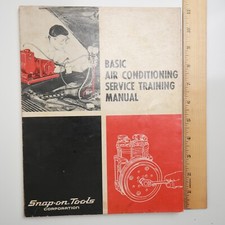 BASIC
AIR CONDITIONING
SERVICE TRAINING
MANUAL
Snap-on Tools
CORPORATION